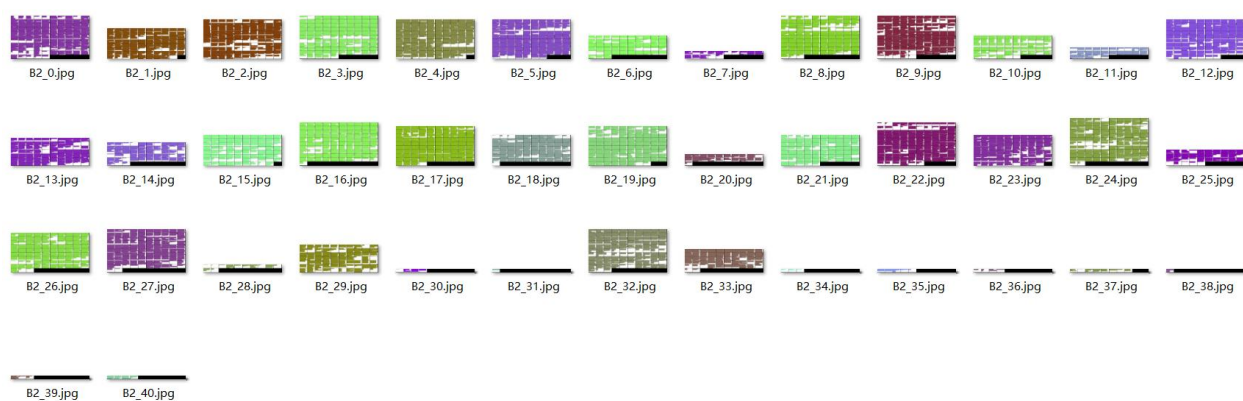 B2_0.jpg B2_1.jpg B2_2.jpg B2_3.jpg B2_4.jpg B2_5.jpg B2_6.jpg B2_7.jpg B2_8.jpg B2_9.jpg B2_10.jpg B2_11.jpg B2_12.jpg
B2_13.jpg B2_14.jpg B2_15.jpg B2_16.jpg B2_17.jpg B2_18.jpg B2_19.jpg B2_20.jpg B2_21.jpg B2_22.jpg B2_23.jpg B2_24.jpg B2_25.jpg
B2_26.jpg B2_27.jpg B2_28.jpg B2_29.jpg B2_30.jpg B2_31.jpg B2_32.jpg B2_33.jpg B2_34.jpg B2_35.jpg B2_36.jpg B2_37.jpg B2_38.jpg
B2_39.jpg B2_40.jpg